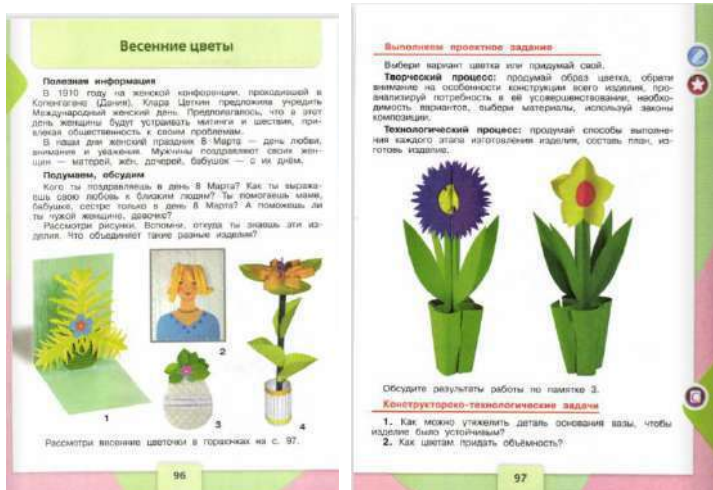 Весенние цветы
Полезная информация
В 1910 году на женской конференции, проходившей в
Копенгагене (Дания), Клара Цеткин предложила учредить
Международный женский день. Предполагалось, что в этот
день женщины будут устраивать митинги и шествия, при-
влекая общественность к своим проблемам.
В наши дни женский праздник 8 Марта — день любви,
внимания и уважения. Мужчины поздравляют своих жен-
щин — матерей, жён, дочерей, бабушек — с их днём.
Подумаем, обсудим
Кого ты поздравляешь в день 8 Марта? Как ты выража-
ешь свою любовь к близким людям? Ты помогаешь маме,
бабушке, сестре только в день 8 Марта? А поможешь ли
ты чужой женщине, девочке?
Рассмотри рисунки. Вспомни, откуда ты знаешь эти из-
делия. Что объединяет такие разные изделия?
1
2
3
4
Рассмотри весенние цветочки в горшочках на с. 97.
96
Выполняем проектное задание
Выбери вариант цветка или придумай свой.
Творческий процесс: продумай образ цветка, обрати
внимание на особенности конструкции всего изделия, про-
анализируй потребность в её усовершенствовании, необхо-
димость вариантов, выбери материалы, используй законы
композиции.
Технологический процесс: продумай способы выполне-
ния каждого этапа изготовления изделия, составь план, из-
готовь изделие.
Обсудите результаты работы по памятке 3.
Конструкторско-технологические задачи
1. Как можно утяжелить деталь основания вазы, чтобы
изделие было устойчивым?
2. Как цветам придать объёмность?
97